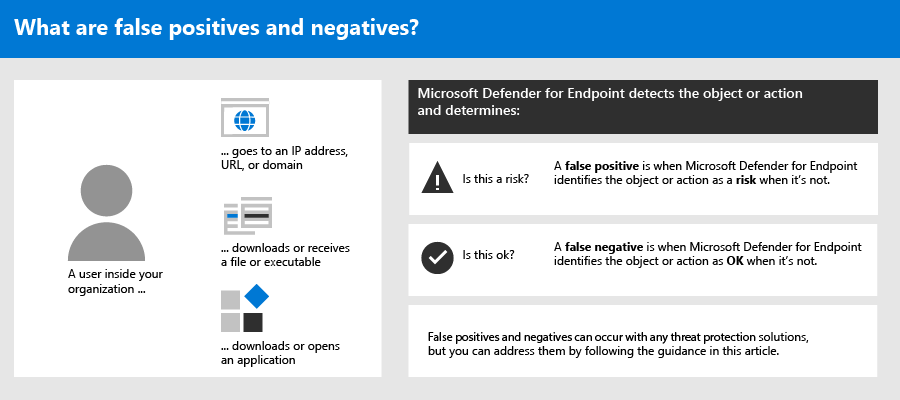 What are false positives and negatives?
... goes to an IP address,
URL, or domain
... downloads or receives
a file or executable
A user inside your
organization ...
... downloads or opens
an application
Microsoft Defender for Endpoint detects the object or action
and determines:
Is this a risk?
A false positive is when Microsoft Defender for Endpoint
identifies the object or action as a risk when it's not.
Is this ok?
A false negative is when Microsoft Defender for Endpoint
identifies the object or action as OK when it's not.
False positives and negatives can occur with any threat protection solutions,
but you can address them by following the guidance in this article.